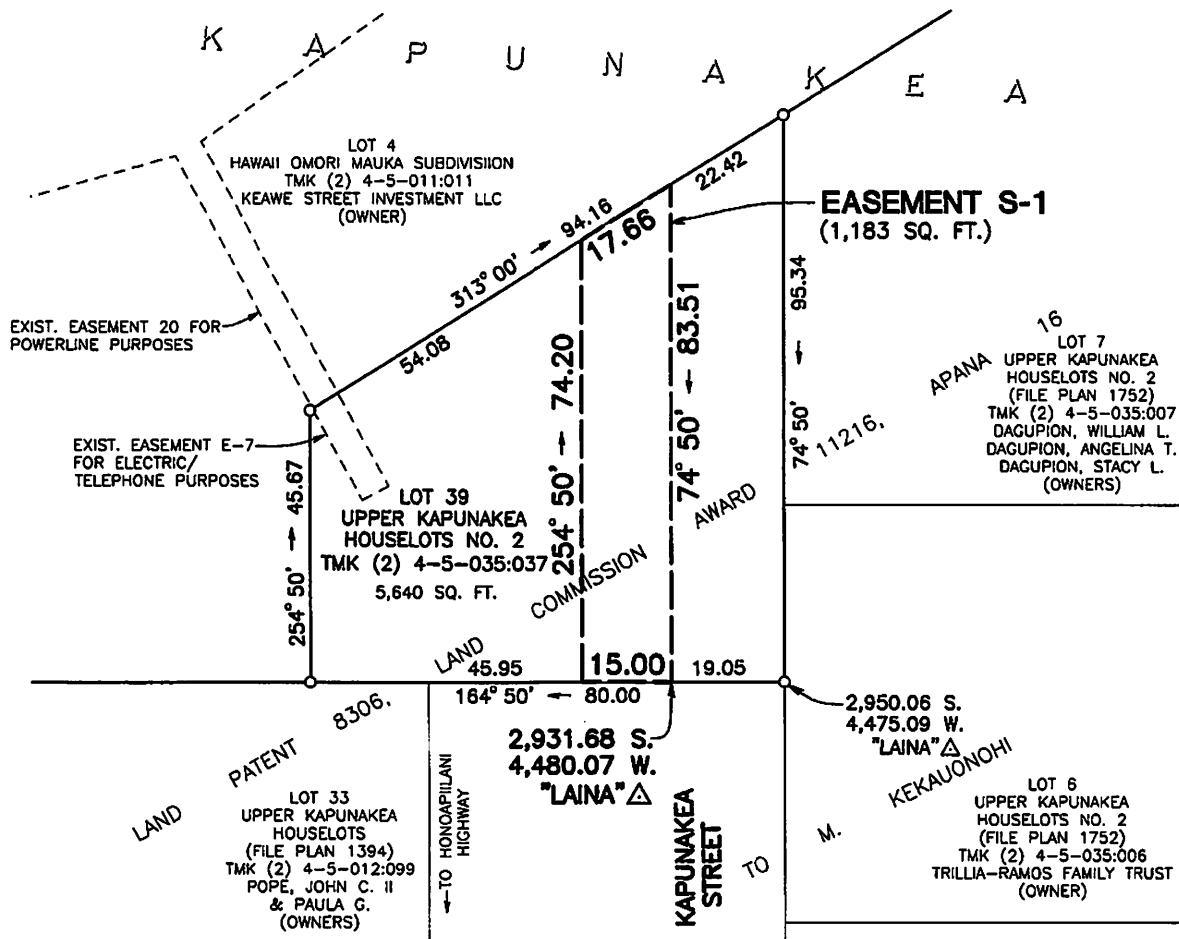 K A P U N A K E A
LOT 4
HAWAII OMORI MAUKA SUBDIVISIION
TMK (2) 4-5-011:011
KEAWE STREET INVESTMENT LLC
(OWNER)
22.42
EASEMENT S-1
(1,183 SQ. FT.)
94.16
17.66
313° 00'
54.08
EXIST. EASEMENT 20 FOR
POWERLINE PURPOSES
EXIST. EASEMENT E-7
FOR ELECTRIC/
TELEPHONE PURPOSES
254° 50' → 45.67
254° 50' → 74.20
74° 50' ← 83.51
95.34
74° 50'
LOT 39
UPPER KAPUNAKEA
HOUSELOTS NO. 2
TMK (2) 4-5-035:037
5,640 SQ. FT.
LOT 7
UPPER KAPUNAKEA
HOUSELOTS NO. 2
(FILE PLAN 1752)
TMK (2) 4-5-035:007
DAGUPION, WILLIAM L.
DAGUPION, ANGELINA T.
DAGUPION, STACY L.
(OWNERS)
LAND PATENT 8306, LAND COMMISSION AWARD 11216, APANA 16
TO M. KEKAUONOHI
45.95
15.00
19.05
164° 50' ← 80.00
2,931.68 S.
4,480.07 W.
"LAINA" △
2,950.06 S.
4,475.09 W.
"LAINA" △
LOT 33
UPPER KAPUNAKEA
HOUSELOTS
(FILE PLAN 1394)
TMK (2) 4-5-012:099
POPE, JOHN C. II
& PAULA G.
(OWNERS)
←TO HONOAPIILANI
HIGHWAY
KAPUNAKEA
STREET
LOT 6
UPPER KAPUNAKEA
HOUSELOTS NO. 2
(FILE PLAN 1752)
TMK (2) 4-5-035:006
TRILLIA-RAMOS FAMILY TRUST
(OWNER)